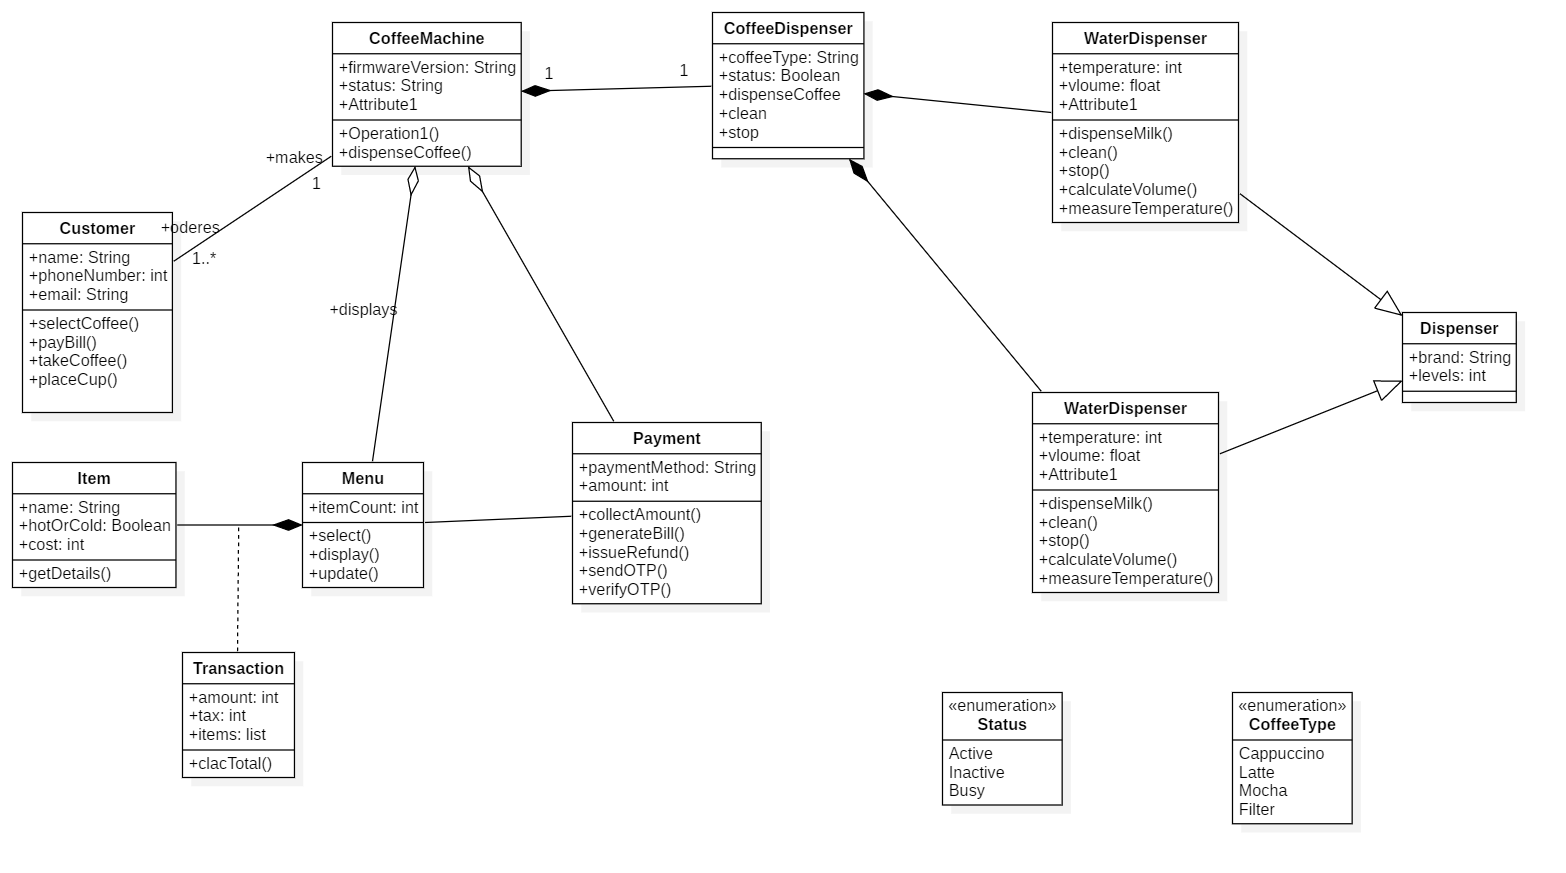 CoffeeMachine
+firmwareVersion: String
+status: String
+Attribute1
+Operation1()
+dispenseCoffee()
1
1
CoffeeDispenser
+coffeeType: String
+status: Boolean
+dispenseCoffee
+clean
+stop
WaterDispenser
+temperature: int
+vloume: float
+Attribute1
+dispenseMilk()
+clean()
+stop()
+calculateVolume()
+measureTemperature()
+makes
1
+oderes
1..*
Customer
+name: String
+phoneNumber: int
+email: String
+selectCoffee()
+payBill()
+takeCoffee()
+placeCup()
+displays
Dispenser
+brand: String
+levels: int
Item
+name: String
+hotOrCold: Boolean
+cost: int
+getDetails()
Menu
+itemCount: int
+select()
+display()
+update()
Payment
+paymentMethod: String
+amount: int
+collectAmount()
+generateBill()
+issueRefund()
+sendOTP()
+verifyOTP()
WaterDispenser
+temperature: int
+vloume: float
+Attribute1
+dispenseMilk()
+clean()
+stop()
+calculateVolume()
+measureTemperature()
Transaction
+amount: int
+tax: int
+items: list
+clacTotal()
«enumeration»
Status
Active
Inactive
Busy
«enumeration»
CoffeeType
Cappuccino
Latte
Mocha
Filter